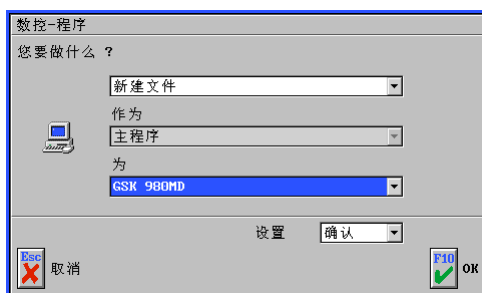 数控-程序
您要做什么 ?
新建文件
作为
主程序
为
GSK 980MD
设置 确认
Esc 取消
F10 OK